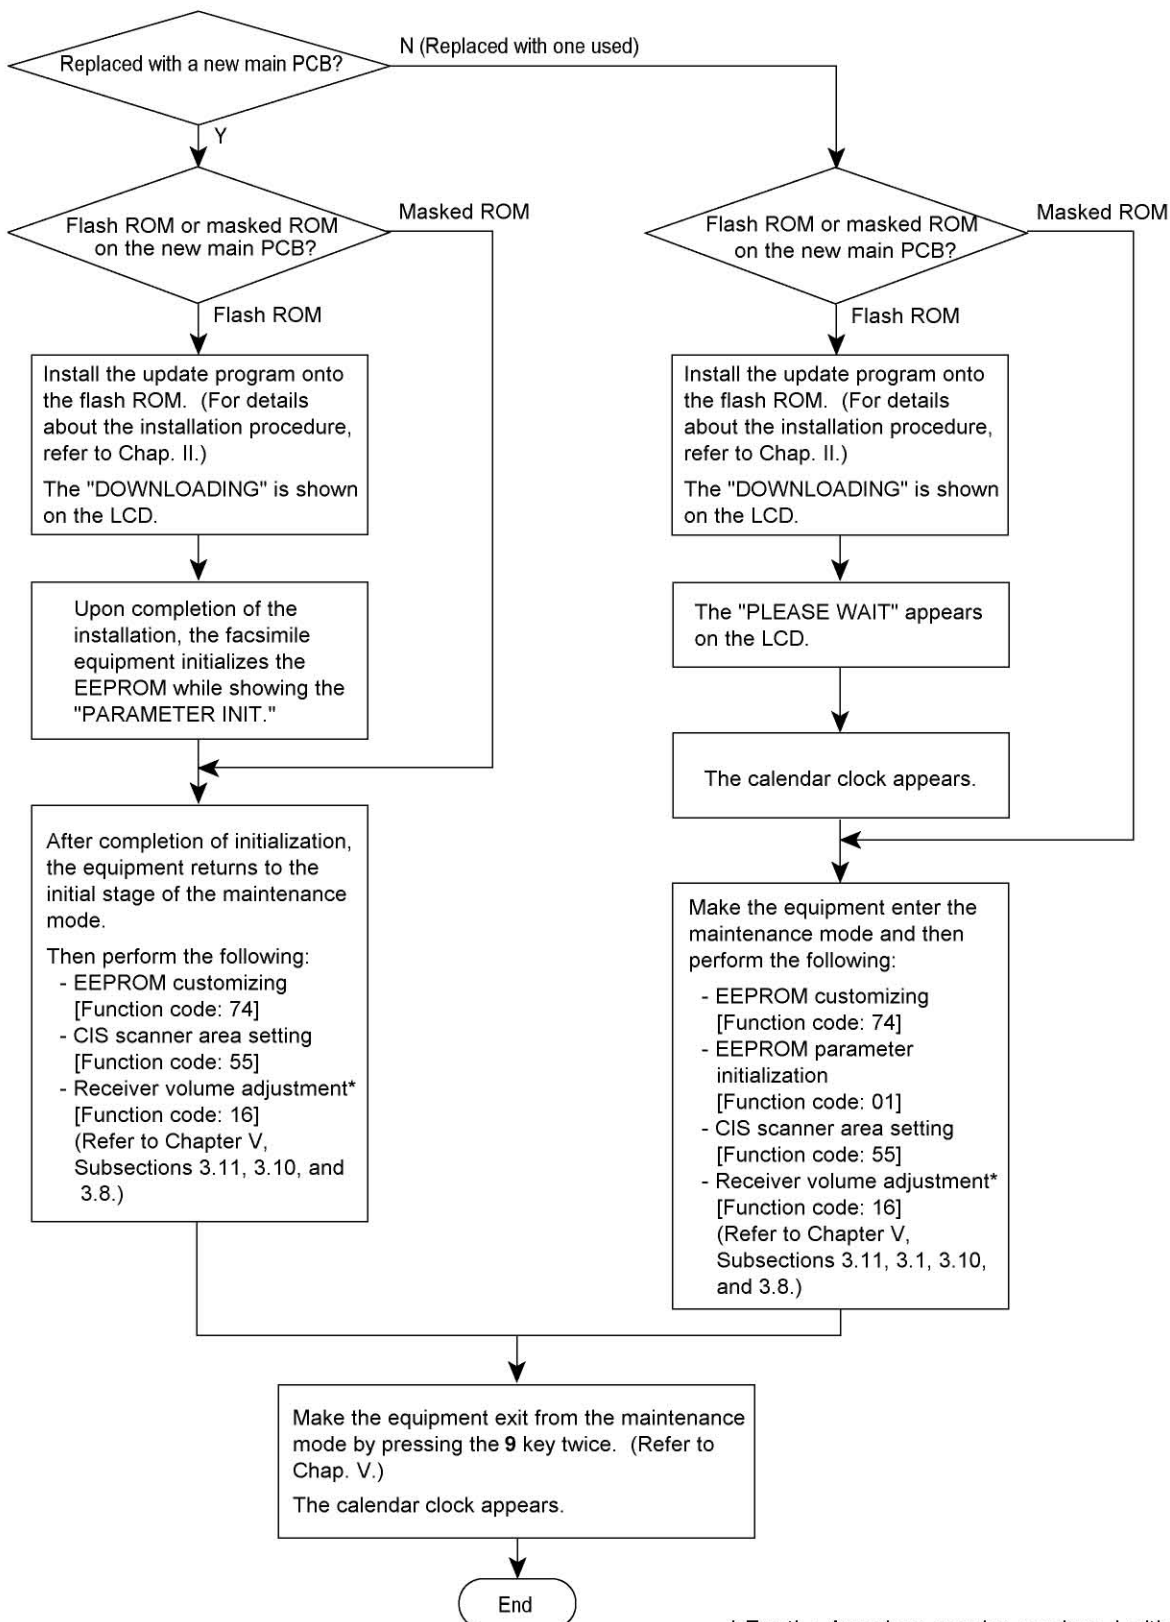 Replaced with a new main PCB?
N (Replaced with one used)
Y
Flash ROM or masked ROM
on the new main PCB?
Masked ROM
Flash ROM
Install the update program onto
the flash ROM. (For details
about the installation procedure,
refer to Chap. II.)
The "DOWNLOADING" is shown
on the LCD.
Upon completion of the
installation, the facsimile
equipment initializes the
EEPROM while showing the
"PARAMETER INIT."
After completion of initialization,
the equipment returns to the
initial stage of the maintenance
mode.
Then perform the following:
- EEPROM customizing
[Function code: 74]
- CIS scanner area setting
[Function code: 55]
- Receiver volume adjustment*
[Function code: 16]
(Refer to Chapter V,
Subsections 3.11, 3.10, and
3.8.)
Flash ROM or masked ROM
on the new main PCB?
Masked ROM
Flash ROM
Install the update program onto
the flash ROM. (For details
about the installation procedure,
refer to Chap. II.)
The "DOWNLOADING" is shown
on the LCD.
The "PLEASE WAIT" appears
on the LCD.
The calendar clock appears.
Make the equipment enter the
maintenance mode and then
perform the following:
- EEPROM customizing
[Function code: 74]
- EEPROM parameter
initialization
[Function code: 01]
- CIS scanner area setting
[Function code: 55]
- Receiver volume adjustment*
[Function code: 16]
(Refer to Chapter V,
Subsections 3.11, 3.1, 3.10,
and 3.8.)
Make the equipment exit from the maintenance
mode by pressing the 9 key twice. (Refer to
Chap. V.)
The calendar clock appears.
End